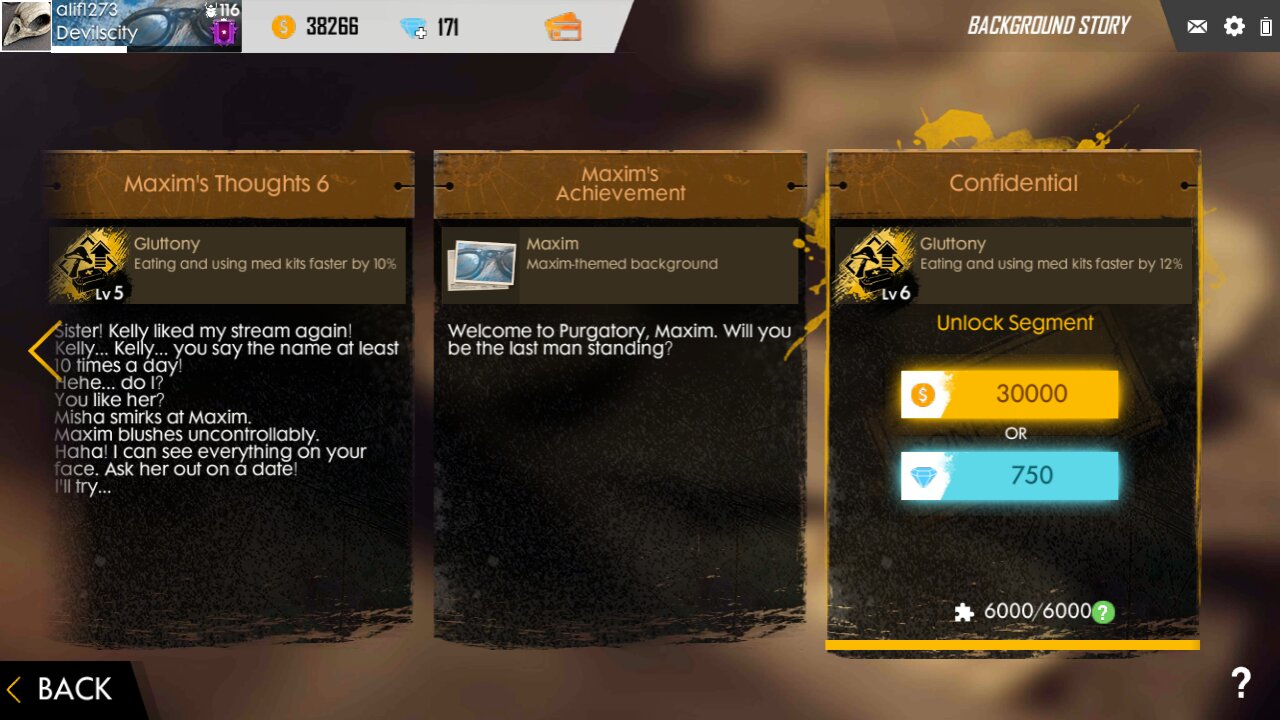 alif1273
116
Devilscity
38266
171
BACKGROUND STORY
Maxim's Thoughts 6
Gluttony
Eating and using med kits faster by 10%
Lv 5
Sister! Kelly liked my stream again!
Kelly... Kelly... you say the name at least
10 times a day!
Hehe... do I?
You like her?
Misha smirks at Maxim.
Maxim blushes uncontrollably.
Haha! I can see everything on your
face. Ask her out on a date!
I'll try...
Maxim's
Achievement
Maxim
Maxim-themed background
Welcome to Purgatory, Maxim. Will you
be the last man standing?
Confidential
Gluttony
Eating and using med kits faster by 12%
Lv 6
Unlock Segment
30000
OR
750
6000/6000
?
BACK
?